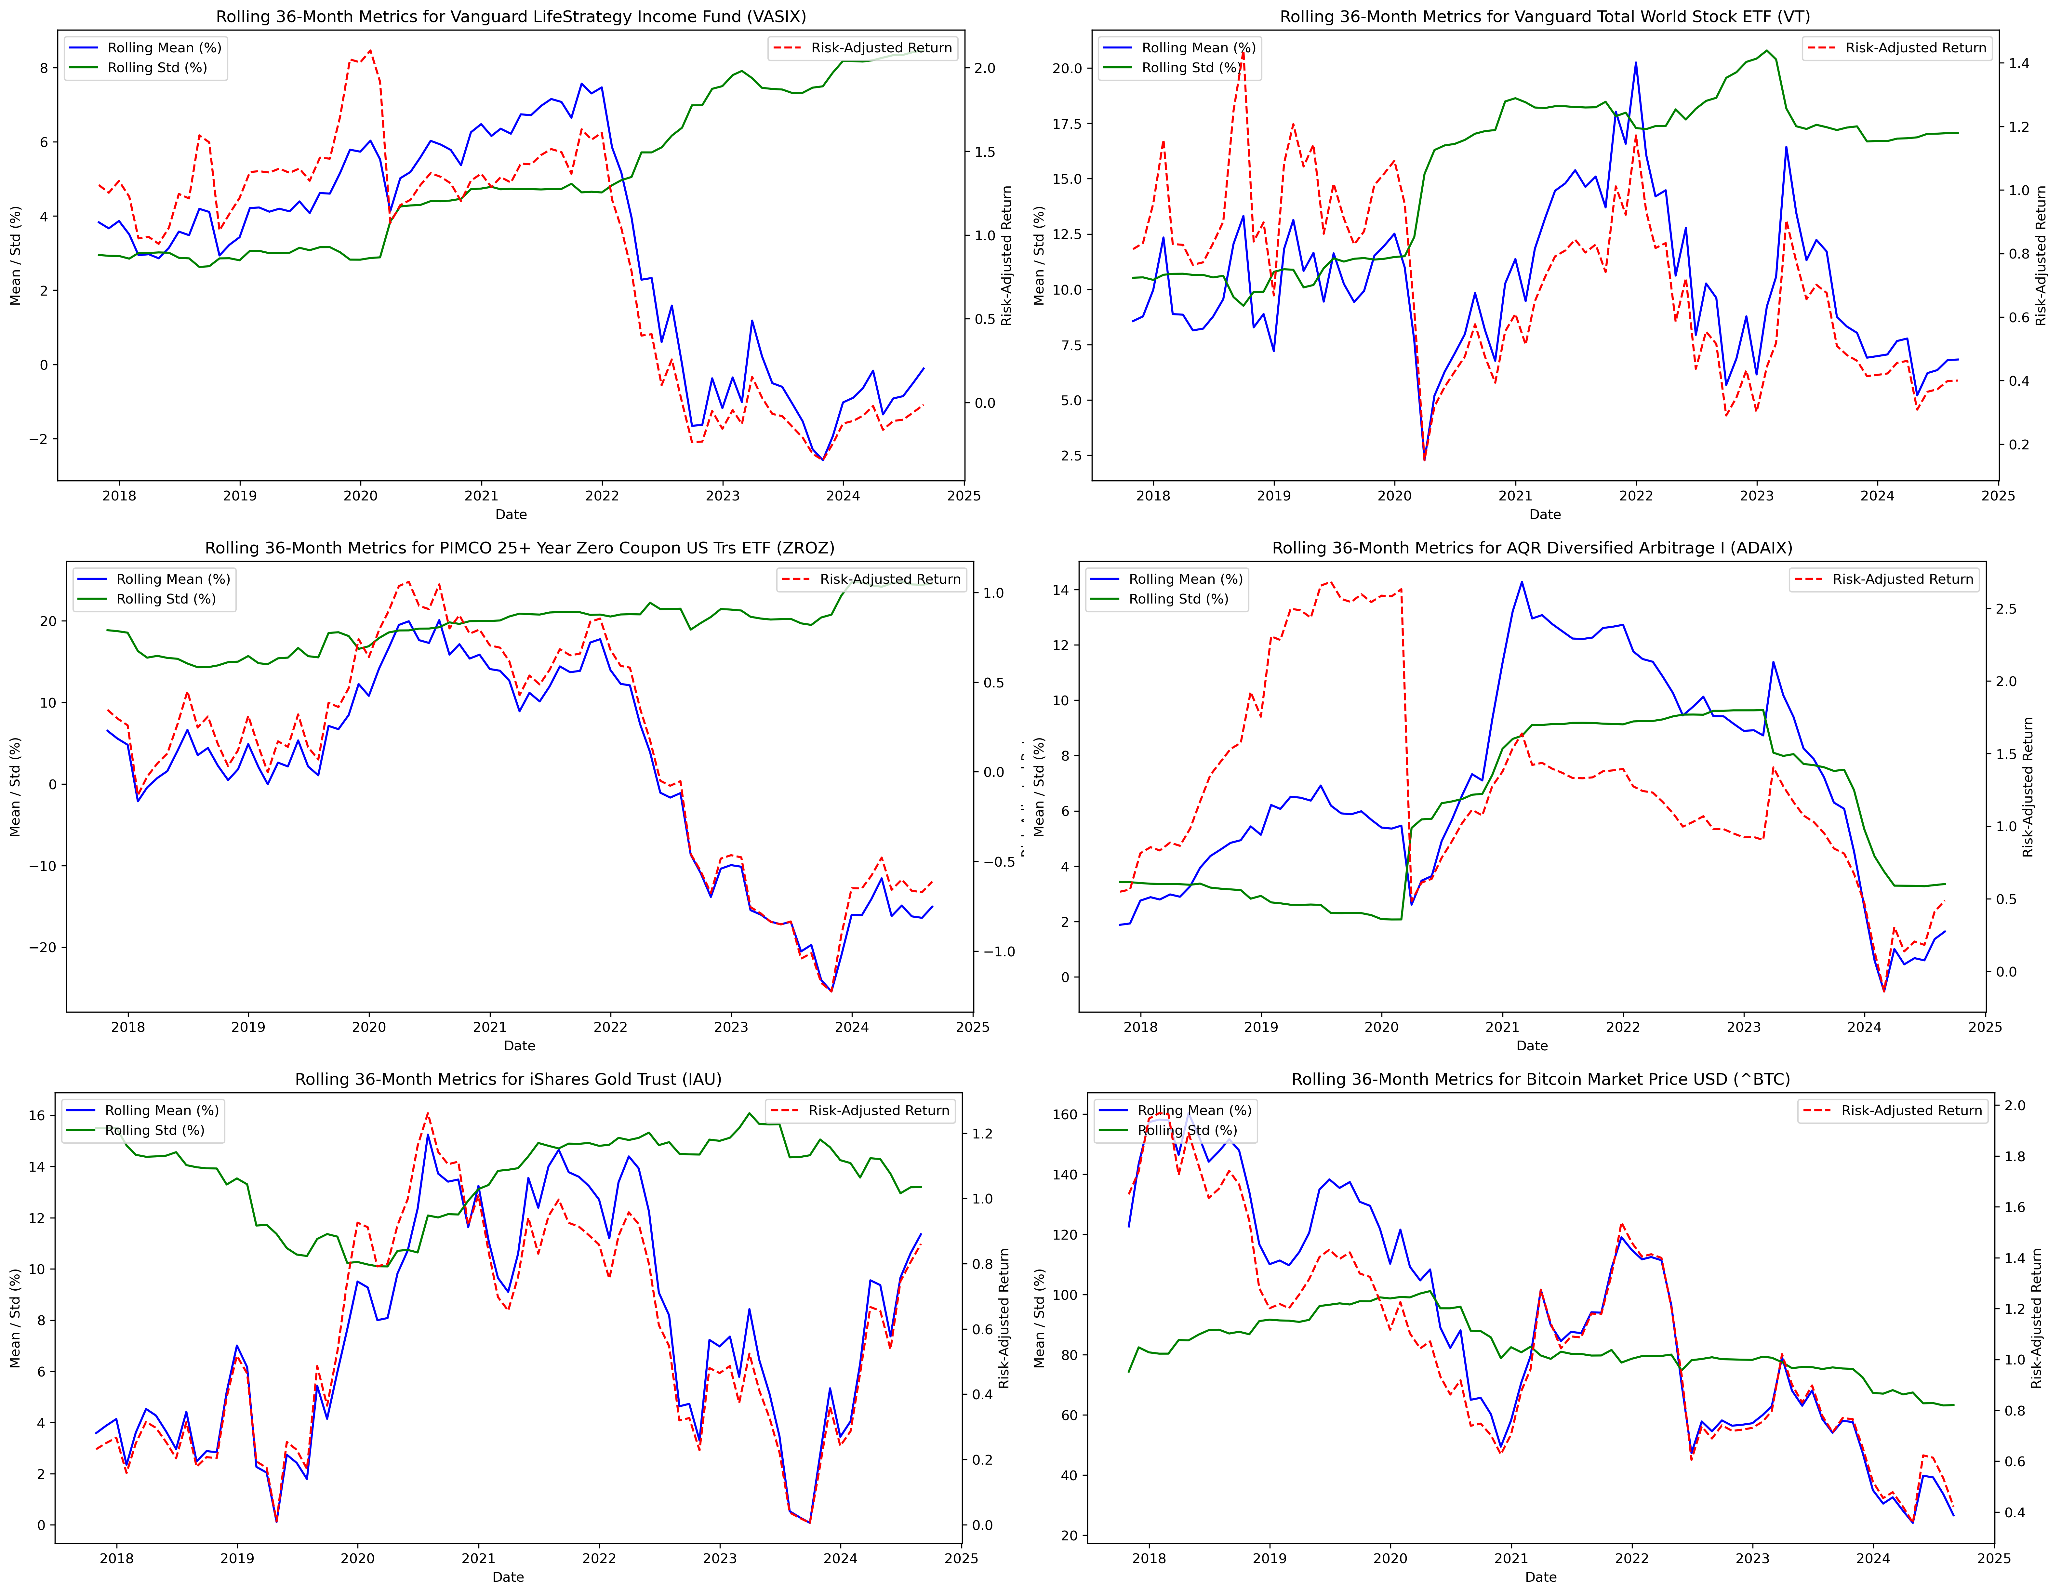 Rolling 36-Month Metrics for Vanguard LifeStrategy Income Fund (VASIX)
Rolling Mean (%)
Rolling Std (%)
Risk-Adjusted Return
8
6
4
2
0
−2
Mean / Std (%)
2.0
1.5
1.0
0.5
0.0
Risk-Adjusted Return
2018 2019 2020 2021 2022 2023 2024 2025
Date
Rolling 36-Month Metrics for Vanguard Total World Stock ETF (VT)
Rolling Mean (%)
Rolling Std (%)
Risk-Adjusted Return
20.0
17.5
15.0
12.5
10.0
7.5
5.0
2.5
Mean / Std (%)
1.4
1.2
1.0
0.8
0.6
0.4
0.2
Risk-Adjusted Return
2018 2019 2020 2021 2022 2023 2024 2025
Date
Rolling 36-Month Metrics for PIMCO 25+ Year Zero Coupon US Trs ETF (ZROZ)
Rolling Mean (%)
Rolling Std (%)
Risk-Adjusted Return
20
10
0
−10
−20
Mean / Std (%)
1.0
0.5
0.0
−0.5
−1.0
2018 2019 2020 2021 2022 2023 2024 2025
Date
Rolling 36-Month Metrics for AQR Diversified Arbitrage I (ADAIX)
Rolling Mean (%)
Rolling Std (%)
Risk-Adjusted Return
14
12
10
8
6
4
2
0
Mean / Std (%)
2.5
2.0
1.5
1.0
0.5
0.0
Risk-Adjusted Return
2018 2019 2020 2021 2022 2023 2024 2025
Date
Rolling 36-Month Metrics for iShares Gold Trust (IAU)
Rolling Mean (%)
Rolling Std (%)
Risk-Adjusted Return
16
14
12
10
8
6
4
2
0
Mean / Std (%)
1.2
1.0
0.8
0.6
0.4
0.2
0.0
Risk-Adjusted Return
2018 2019 2020 2021 2022 2023 2024 2025
Date
Rolling 36-Month Metrics for Bitcoin Market Price USD (^BTC)
Rolling Mean (%)
Rolling Std (%)
Risk-Adjusted Return
160
140
120
100
80
60
40
20
Mean / Std (%)
2.0
1.8
1.6
1.4
1.2
1.0
0.8
0.6
0.4
Risk-Adjusted Return
2018 2019 2020 2021 2022 2023 2024 2025
Date